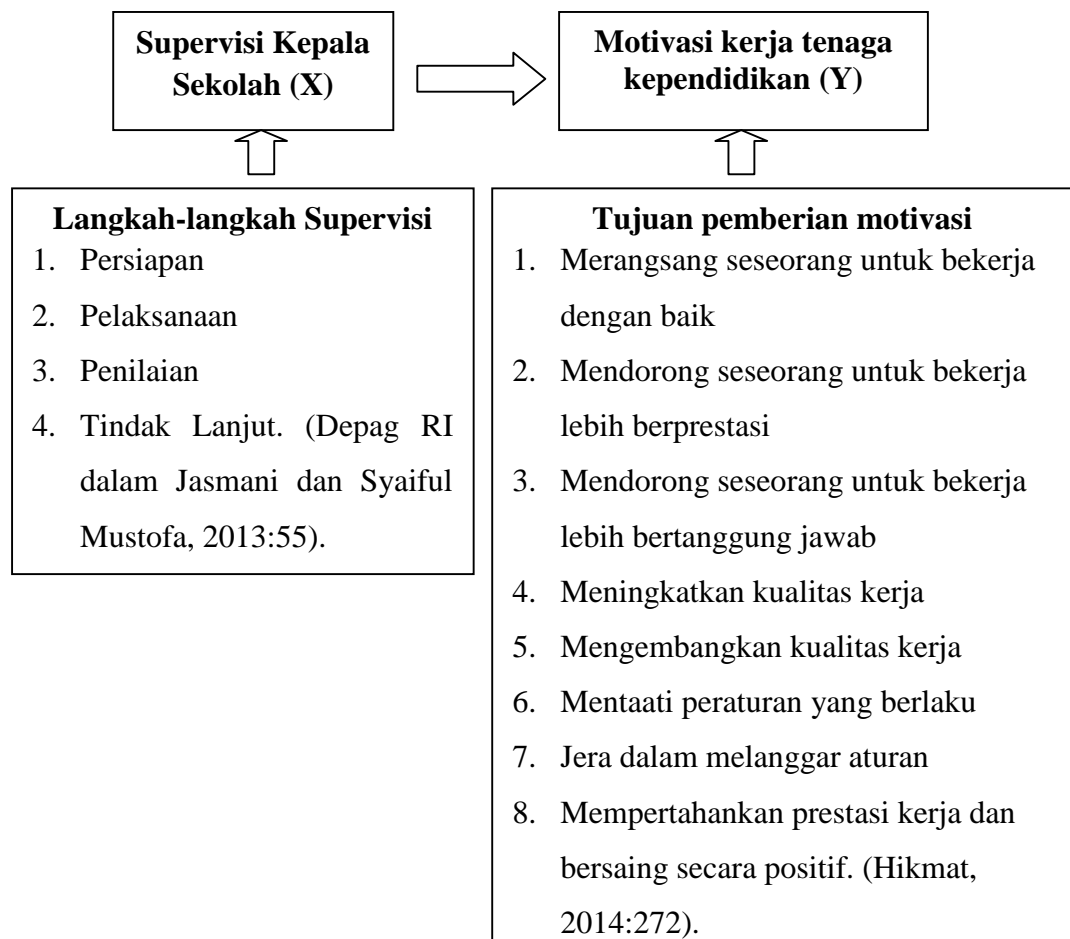 Supervisi Kepala
Sekolah (X)
Motivasi kerja tenaga
kependidikan (Y)
Langkah-langkah Supervisi
1. Persiapan
2. Pelaksanaan
3. Penilaian
4. Tindak Lanjut. (Depag RI
dalam Jasmani dan Syaiful
Mustofa, 2013:55).
Tujuan pemberian motivasi
1. Merangsang seseorang untuk bekerja
dengan baik
2. Mendorong seseorang untuk bekerja
lebih berprestasi
3. Mendorong seseorang untuk bekerja
lebih bertanggung jawab
4. Meningkatkan kualitas kerja
5. Mengembangkan kualitas kerja
6. Mentaati peraturan yang berlaku
7. Jera dalam melanggar aturan
8. Mempertahankan prestasi kerja dan
bersaing secara positif. (Hikmat,
2014:272).